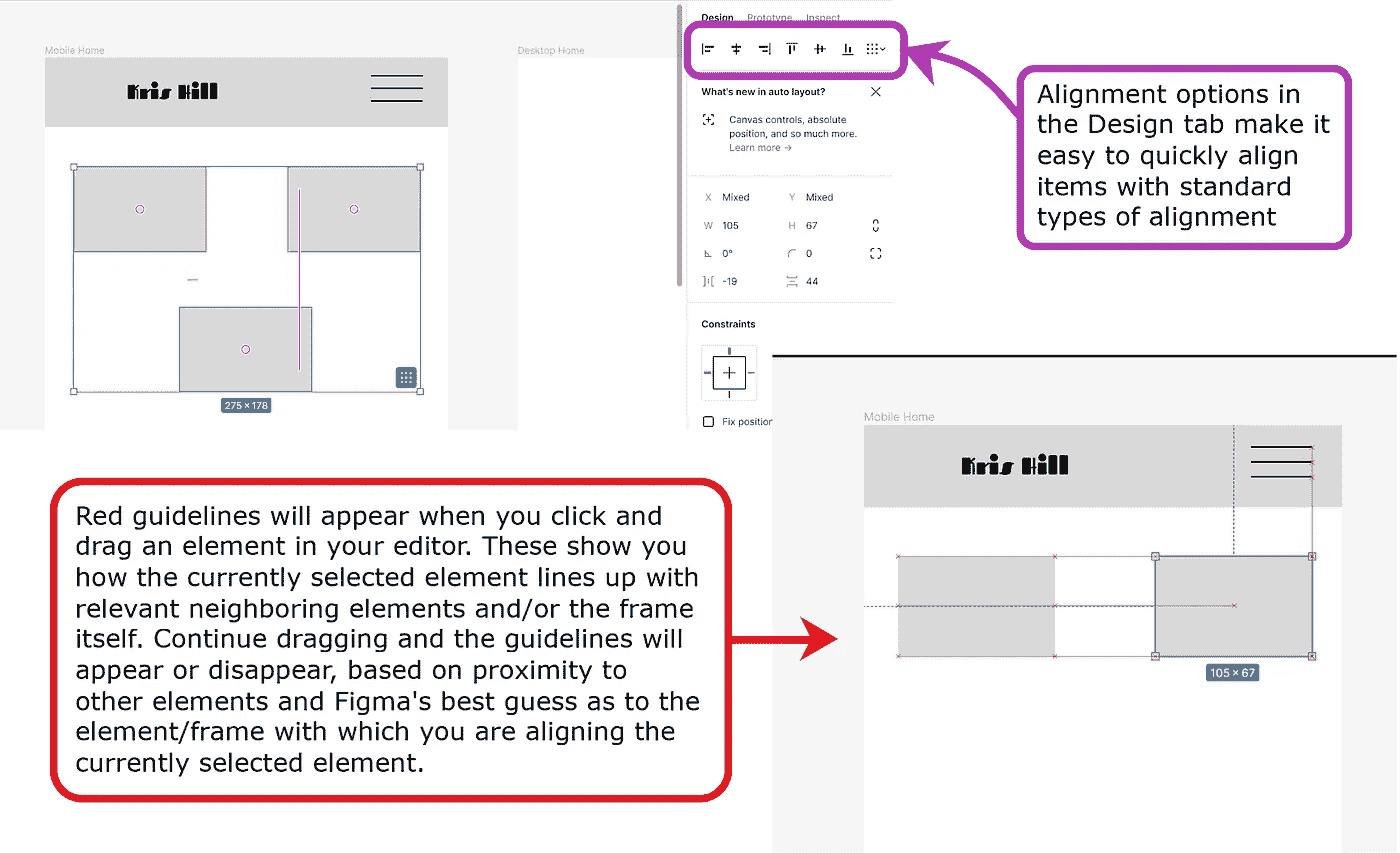 Design Prototype Inspect
Mobile Home
Desktop Home
Kris Hill
What's new in auto layout?
Canvas controls, absolute
position, and so much more.
Learn more →
X Mixed Y Mixed
W 105 H 67
0° 0
-19 44
Constraints
Fix position
275 × 178
Alignment options in
the Design tab make it
easy to quickly align
items with standard
types of alignment
Red guidelines will appear when you click and
drag an element in your editor. These show you
how the currently selected element lines up with
relevant neighboring elements and/or the frame
itself. Continue dragging and the guidelines will
appear or disappear, based on proximity to
other elements and Figma's best guess as to the
element/frame with which you are aligning the
currently selected element.
Mobile Home
Kris Hill
105 × 67